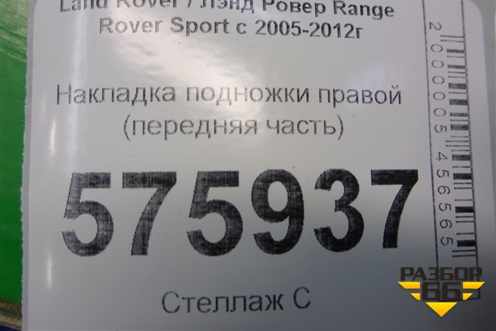 Land Rover / Лэнд Ровер Range
Rover Sport с 2005-2012г
Накладка подножки правой
(передняя часть)
575937
Стеллаж С
2000005456565
РАЗБОР
66